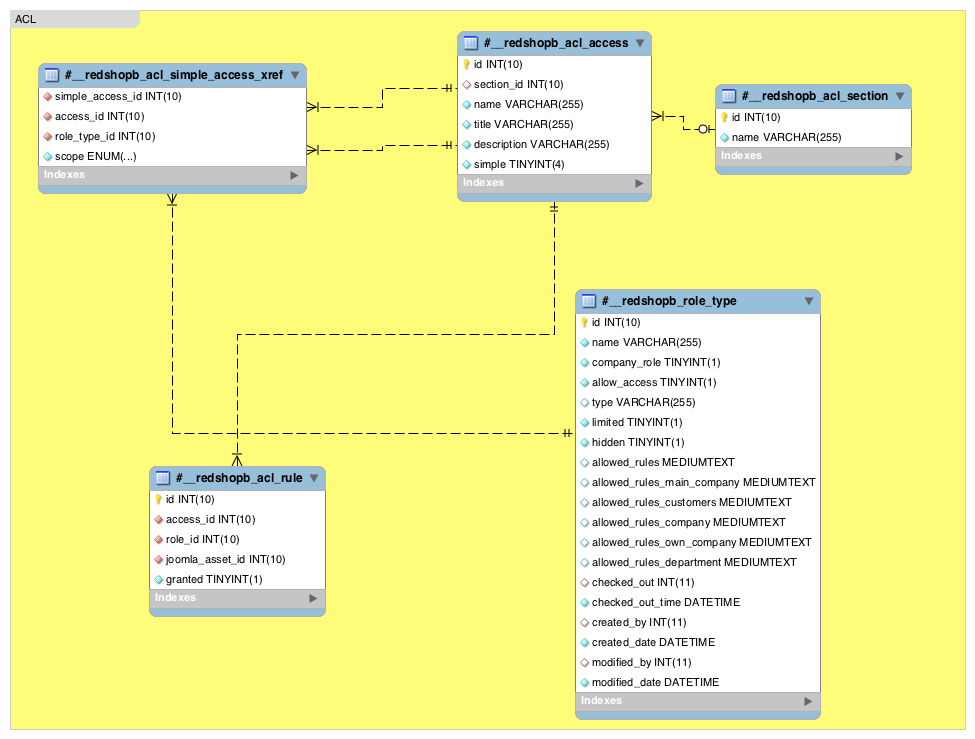 ACL
#__redshopb_acl_simple_access_xref
simple_access_id INT(10)
access_id INT(10)
role_type_id INT(10)
scope ENUM(...)
Indexes
#__redshopb_acl_access
id INT(10)
section_id INT(10)
name VARCHAR(255)
title VARCHAR(255)
description VARCHAR(255)
simple TINYINT(4)
Indexes
#__redshopb_acl_section
id INT(10)
name VARCHAR(255)
Indexes
#__redshopb_acl_rule
id INT(10)
access_id INT(10)
role_id INT(10)
joomla_asset_id INT(10)
granted TINYINT(1)
Indexes
#__redshopb_role_type
id INT(10)
name VARCHAR(255)
company_role TINYINT(1)
allow_access TINYINT(1)
type VARCHAR(255)
limited TINYINT(1)
hidden TINYINT(1)
allowed_rules MEDIUMTEXT
allowed_rules_main_company MEDIUMTEXT
allowed_rules_customers MEDIUMTEXT
allowed_rules_company MEDIUMTEXT
allowed_rules_own_company MEDIUMTEXT
allowed_rules_department MEDIUMTEXT
checked_out INT(11)
checked_out_time DATETIME
created_by INT(11)
created_date DATETIME
modified_by INT(11)
modified_date DATETIME
Indexes